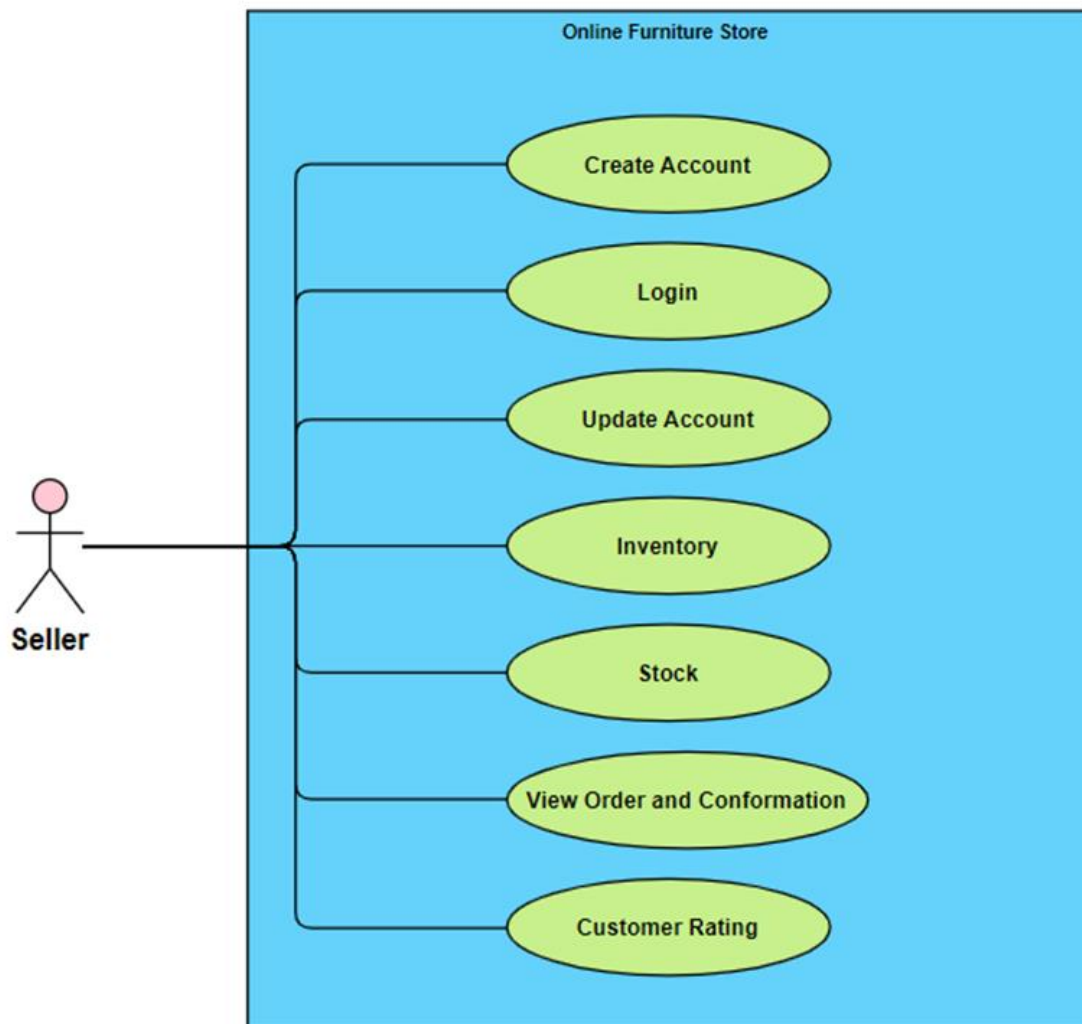 Online Furniture Store
Create Account
Login
Update Account
Inventory
Seller
Stock
View Order and Conformation
Customer Rating